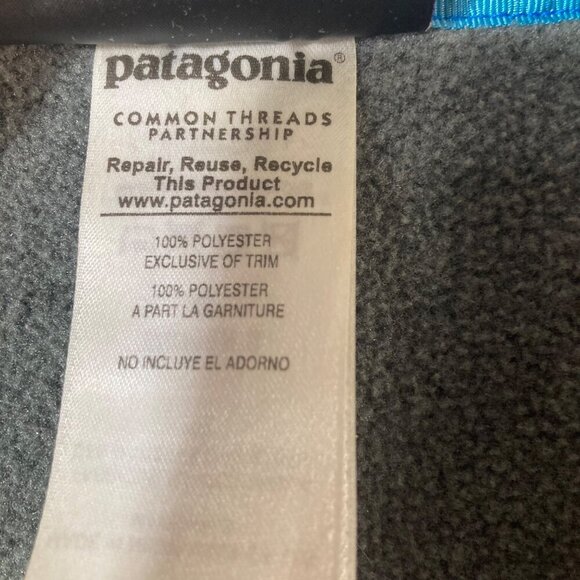 patagonia®
COMMON THREADS
PARTNERSHIP
Repair, Reuse, Recycle
This Product
www.patagonia.com
100% POLYESTER
EXCLUSIVE OF TRIM
100% POLYESTER
A PART LA GARNITURE
NO INCLUYE EL ADORNO